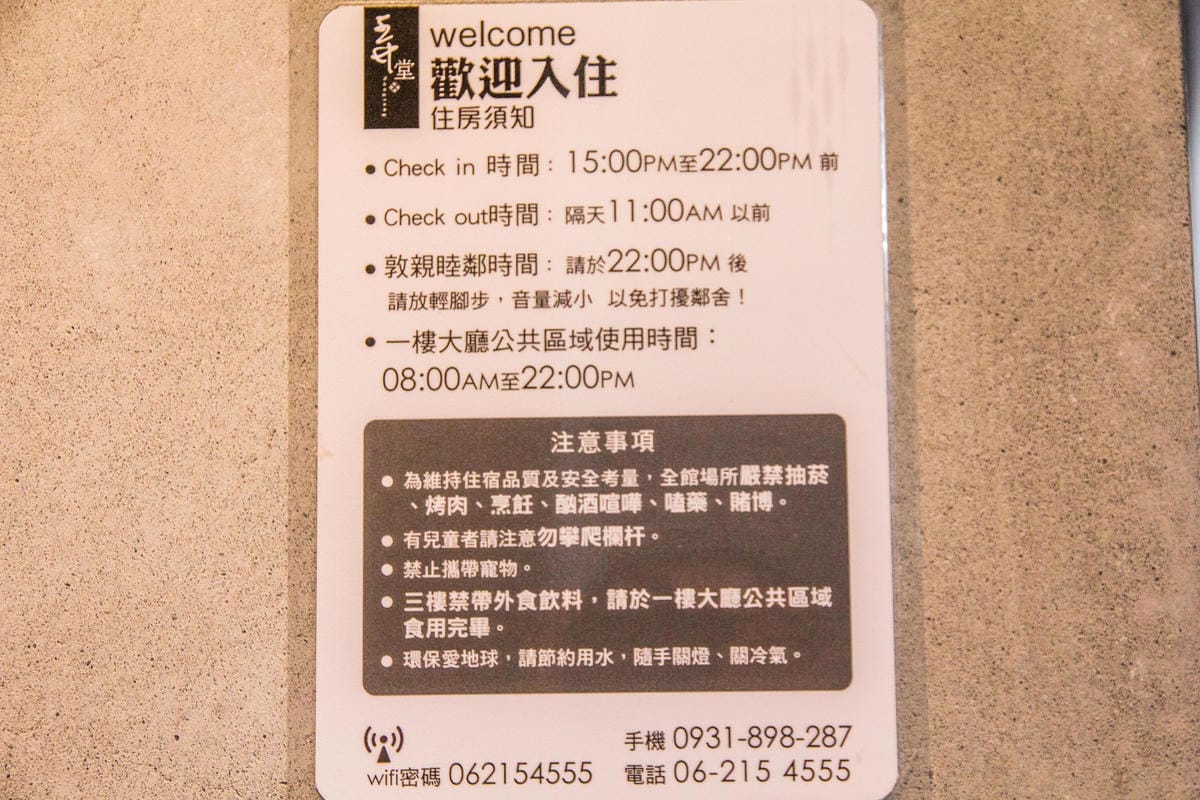 堂
welcome
歡迎入住
住房須知
● Check in 時間：15:00PM至22:00PM 前
● Check out時間：隔天11:00AM 以前
● 敦親睦鄰時間：請於22:00PM 後
請放輕腳步，音量減小 以免打擾鄰舍！
● 一樓大廳公共區域使用時間：
08:00AM至22:00PM
注意事項
● 為維持住宿品質及安全考量，全館場所嚴禁抽菸
、烤肉、烹飪、酗酒喧嘩、嗑藥、賭博。
● 有兒童者請注意勿攀爬欄杆。
● 禁止攜帶寵物。
● 三樓禁帶外食飲料，請於一樓大廳公共區域
食用完畢。
● 環保愛地球，請節約用水，隨手關燈、關冷氣。
手機 0931-898-287
wifi密碼 062154555 電話 06-215 4555